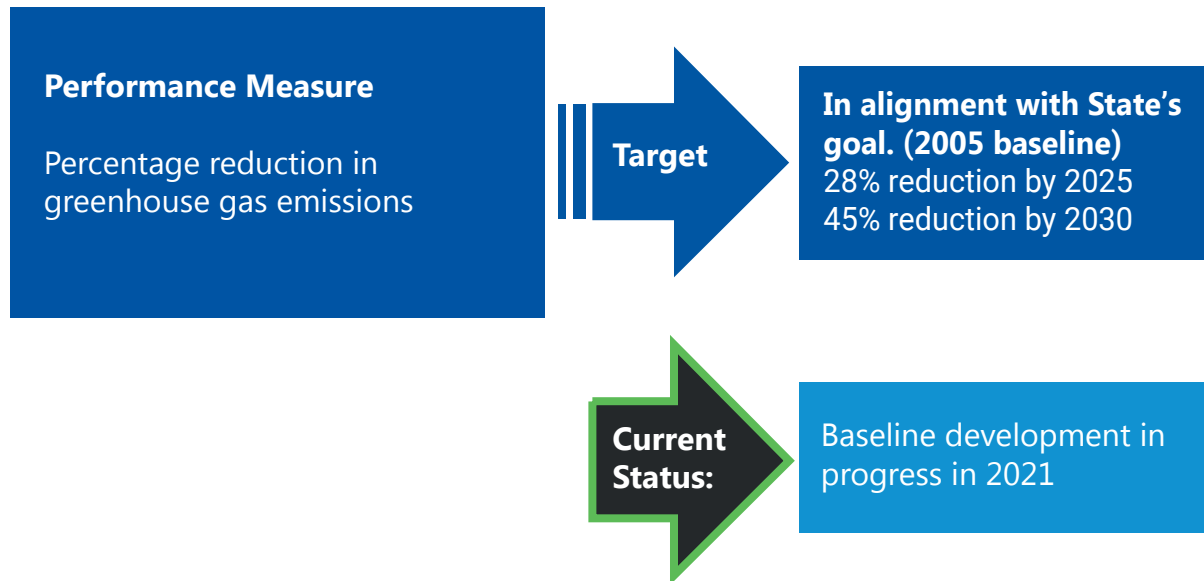 Performance Measure
Percentage reduction in
greenhouse gas emissions
Target
In alignment with State’s
goal. (2005 baseline)
28% reduction by 2025
45% reduction by 2030
Current
Status:
Baseline development in
progress in 2021